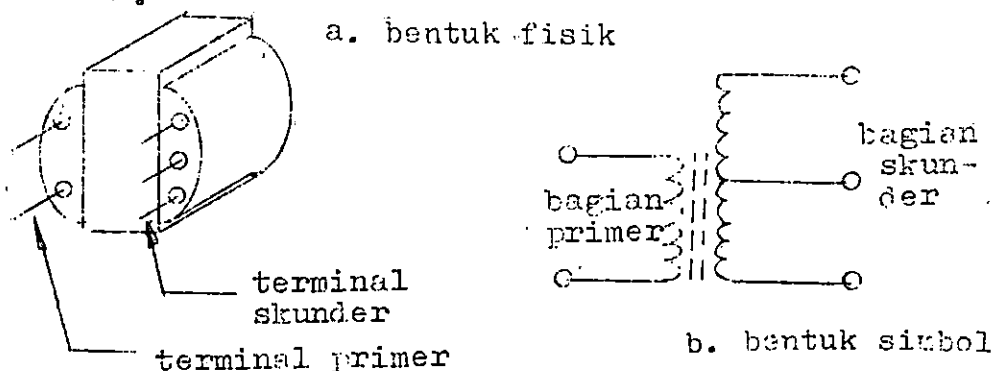 a. bentuk fisik
bagian
primer
bagian
skun-
der
terminal
skunder
terminal primer
b. bentuk simbol